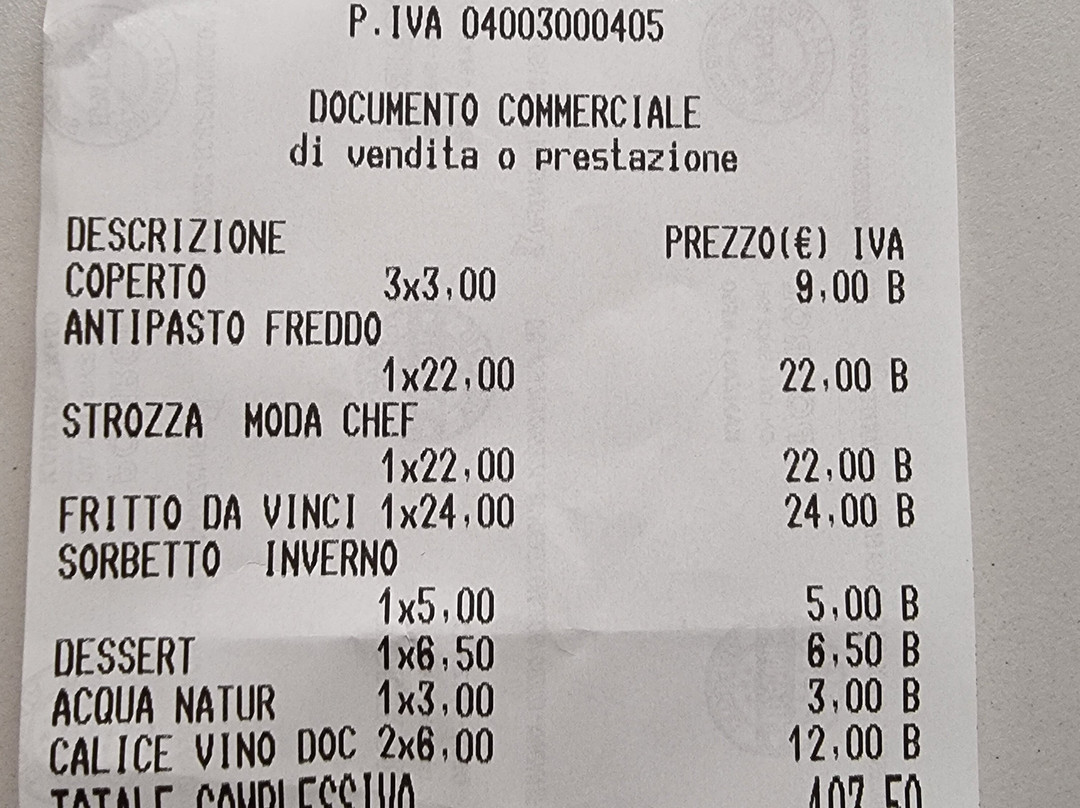 P.IVA 04003000405
DOCUMENTO COMMERCIALE
di vendita o prestazione
DESCRIZIONE PREZZO(€) IVA
COPERTO 3x3,00 9,00 B
ANTIPASTO FREDDO
1x22,00 22,00 B
STROZZA MODA CHEF
1x22,00 22,00 B
FRITTO DA VINCI 1x24,00 24,00 B
SORBETTO INVERNO
1x5,00 5,00 B
DESSERT 1x6,50 6,50 B
ACQUA NATUR 1x3,00 3,00 B
CALICE VINO DOC 2x6,00 12,00 B
TOTALE COMPLESSIVO